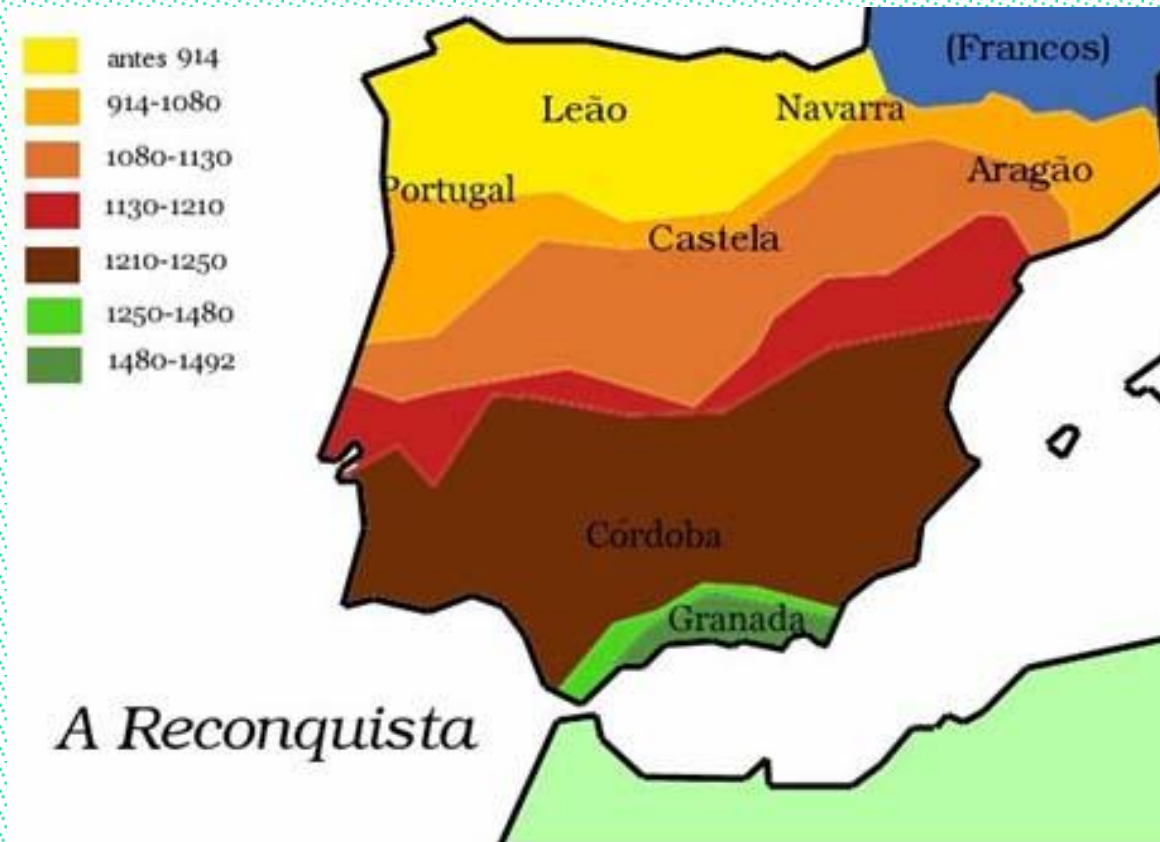 antes 914
914-1080
1080-1130
1130-1210
1210-1250
1250-1480
1480-1492
(Francos)
Leão
Navarra
Aragão
Portugal
Castela
Córdoba
Granada
A Reconquista